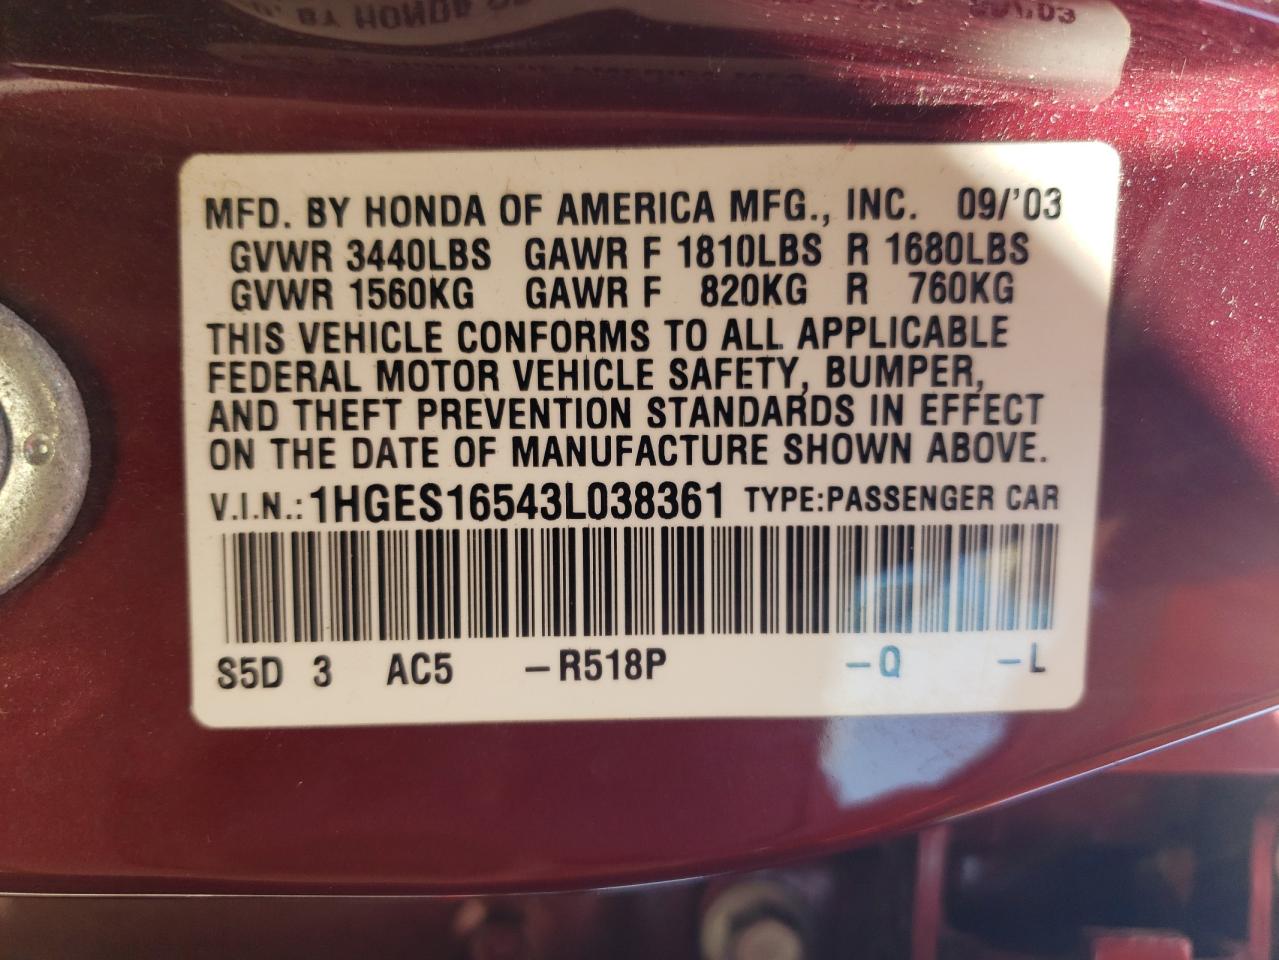 MFD. BY HONDA OF AMERICA MFG., INC. 09/'03
GVWR 3440LBS GAWR F 1810LBS R 1680LBS
GVWR 1560KG GAWR F 820KG R 760KG
THIS VEHICLE CONFORMS TO ALL APPLICABLE
FEDERAL MOTOR VEHICLE SAFETY, BUMPER,
AND THEFT PREVENTION STANDARDS IN EFFECT
ON THE DATE OF MANUFACTURE SHOWN ABOVE.
V.I.N.: 1HGES16543L038361 TYPE:PASSENGER CAR
S5D 3 AC5 –R518P –Q –L